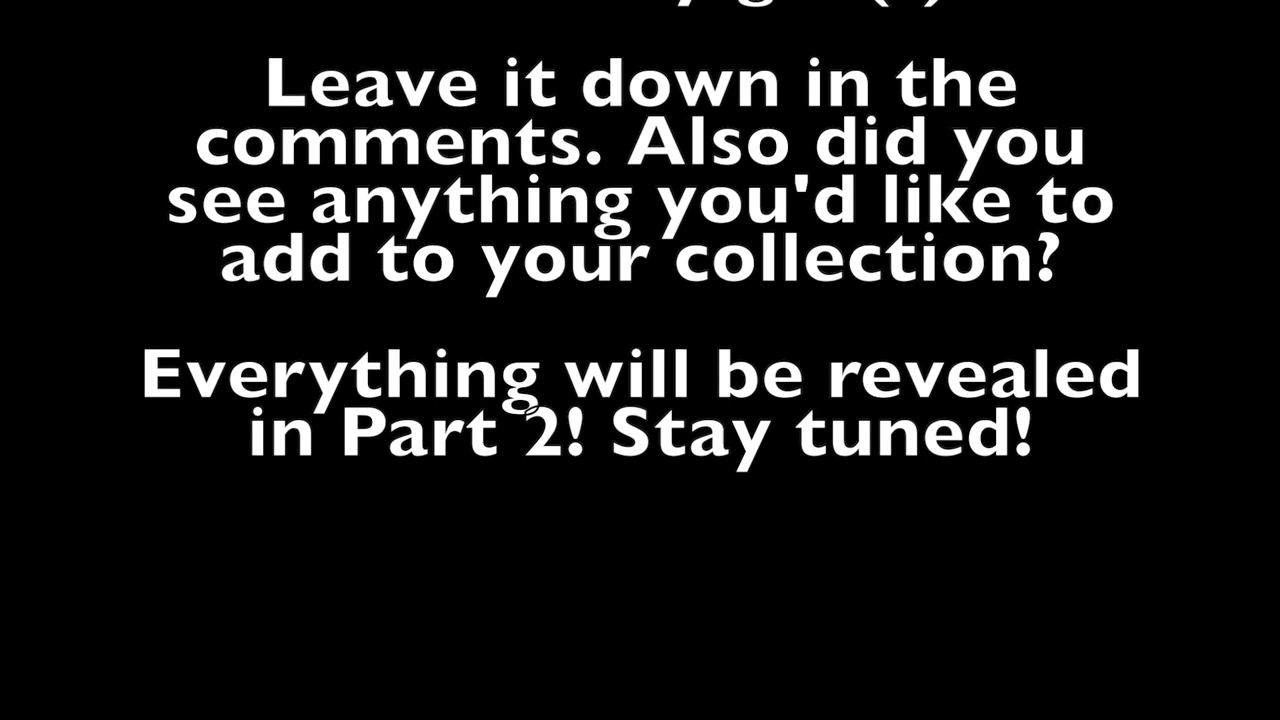 Leave it down in the
comments. Also did you
see anything you'd like to
add to your collection?
Everything will be revealed
in Part 2! Stay tuned!